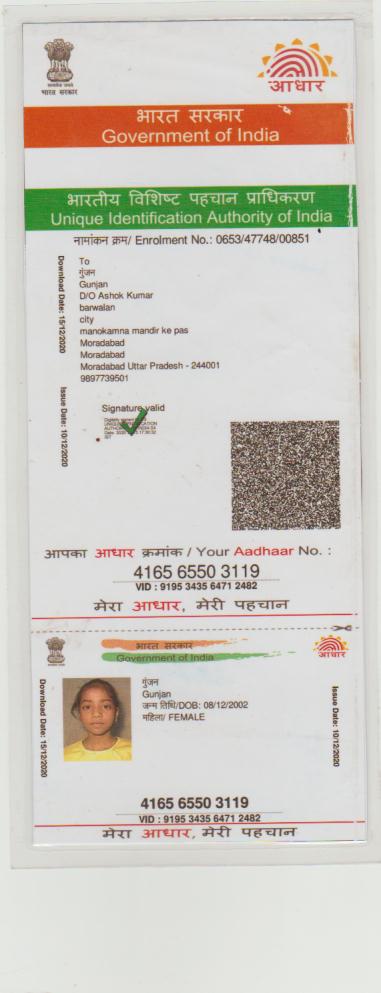 भारत सरकार
आधार
भारत सरकार
Government of India
भारतीय विशिष्ट पहचान प्राधिकरण
Unique Identification Authority of India
नामांकन क्रम/ Enrolment No.: 0653/47748/00851
Download Date: 15/12/2020
Issue Date: 10/12/2020
To
गुंजन
Gunjan
D/O Ashok Kumar
barwalan
city
manokamna mandir ke pas
Moradabad
Moradabad
Moradabad Uttar Pradesh - 244001
9897739501
Signature valid
आपका आधार क्रमांक / Your Aadhaar No. :
4165 6550 3119
VID : 9195 3435 6471 2482
मेरा आधार, मेरी पहचान
भारत सरकार
Government of India
आधार
Download Date: 15/12/2020
गुंजन
Gunjan
जन्म तिथि/DOB: 08/12/2002
महिला/ FEMALE
Issue Date: 10/12/2020
4165 6550 3119
VID : 9195 3435 6471 2482
मेरा आधार, मेरी पहचान